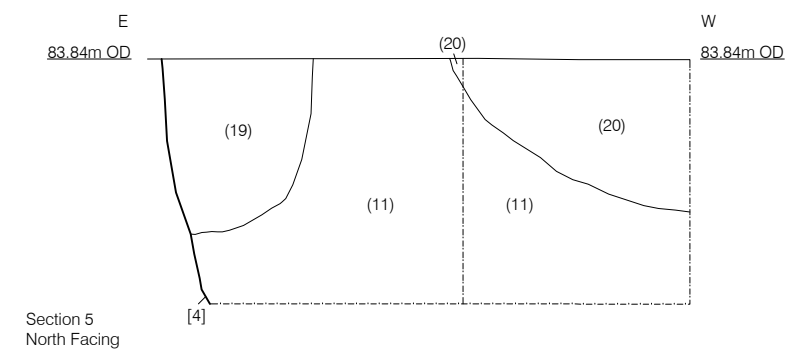 E
W
83.84m OD
(20)
83.84m OD
(19)
(20)
(11)
(11)
[4]
Section 5
North Facing